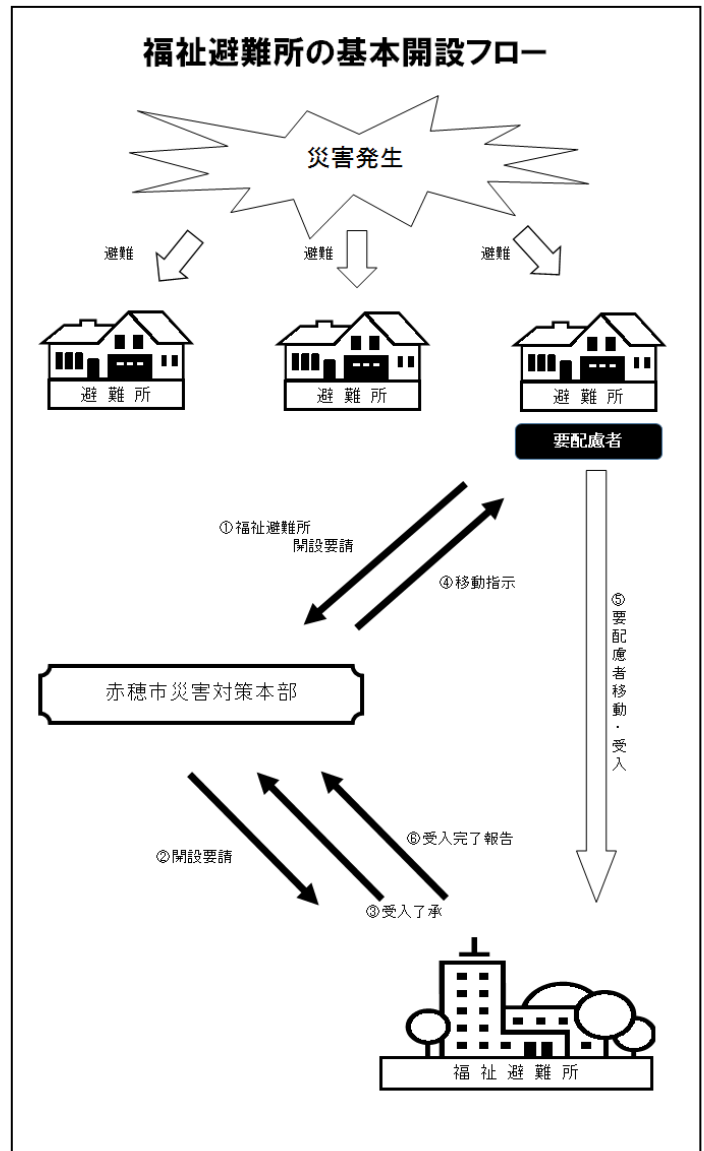 福祉避難所の基本開設フロー
災害発生
避難
避難
避難
避難所
避難所
避難所
要配慮者
①福祉避難所
開設要請
④移動指示
⑤要配慮者移動・受入
赤穂市災害対策本部
⑥受入完了報告
②開設要請
③受入了承
福祉避難所